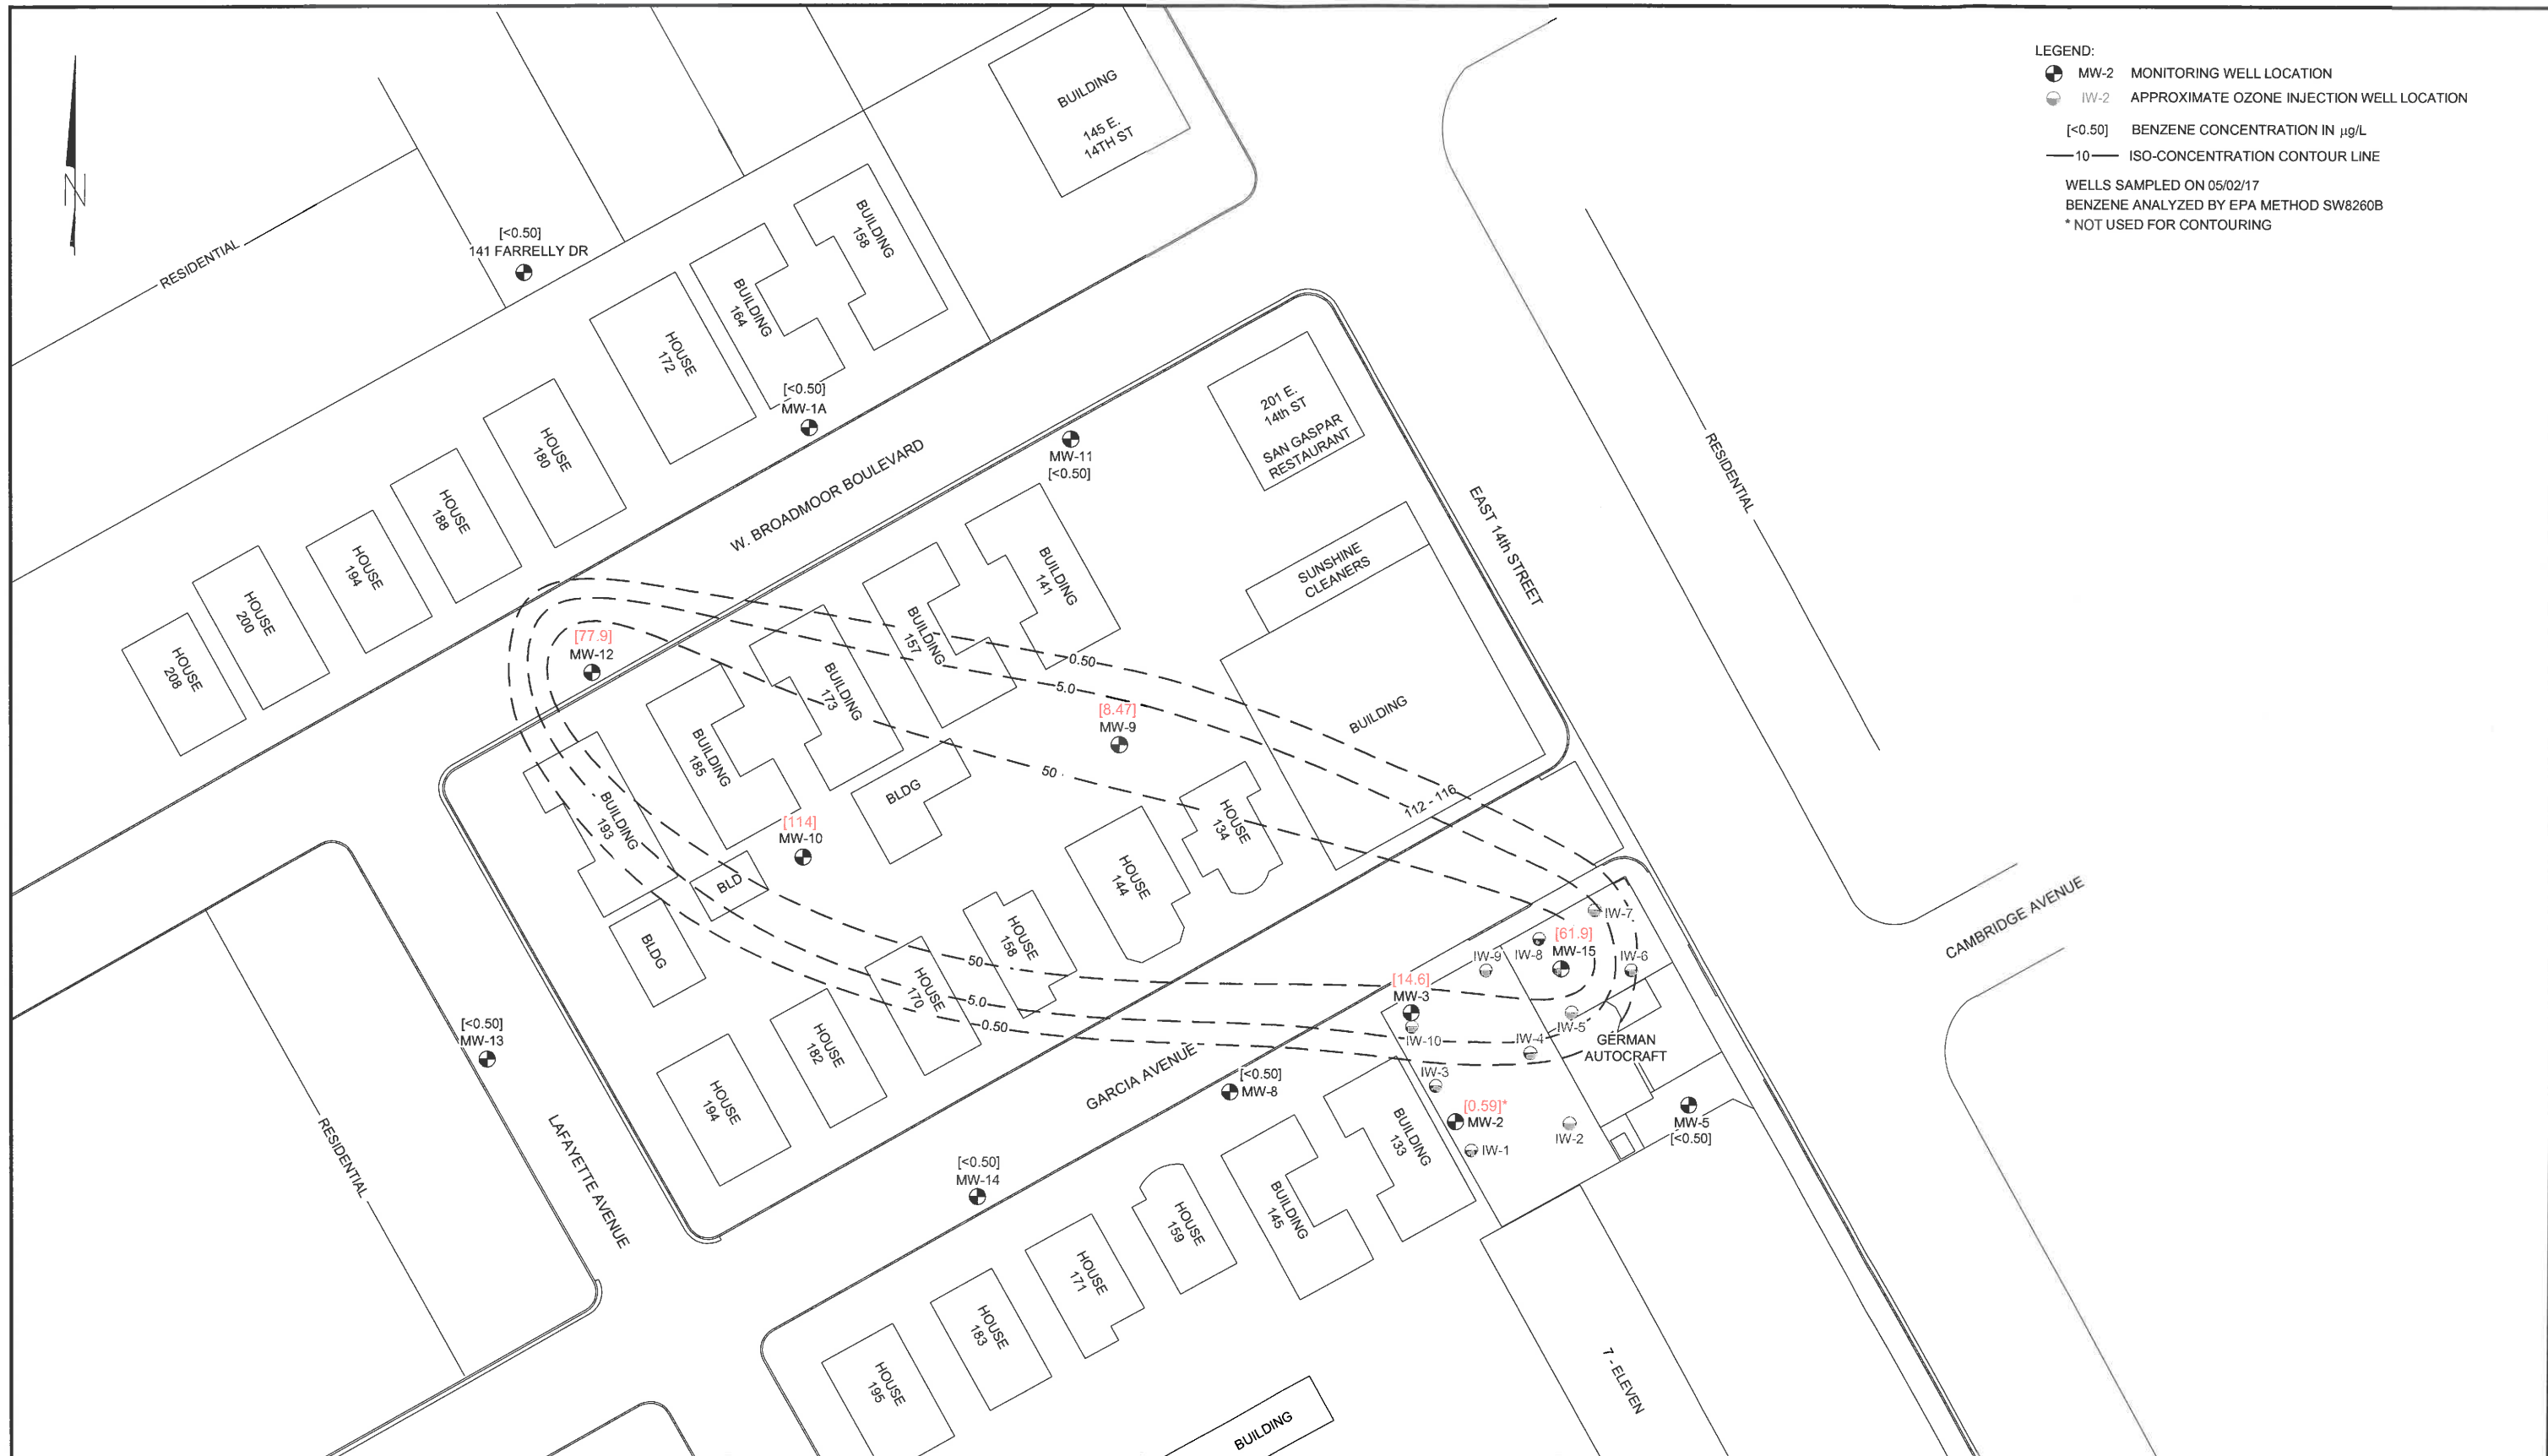 LEGEND:
MW-2 MONITORING WELL LOCATION
IW-2 APPROXIMATE OZONE INJECTION WELL LOCATION
[<0.50] BENZENE CONCENTRATION IN µg/L
10 ISO-CONCENTRATION CONTOUR LINE
WELLS SAMPLED ON 05/02/17
BENZENE ANALYZED BY EPA METHOD SW8260B
* NOT USED FOR CONTOURING
N
BUILDING
145 E.
14TH ST
RESIDENTIAL
[<0.50]
141 FARRELLY DR
BUILDING
158
BUILDING
164
HOUSE
172
HOUSE
180
HOUSE
188
HOUSE
194
HOUSE
200
HOUSE
208
[<0.50]
MW-1A
W. BROADMOOR BOULEVARD
MW-11
[<0.50]
201 E.
14th ST
SAN GASPAR
RESTAURANT
EAST 14th STREET
RESIDENTIAL
SUNSHINE
CLEANERS
BUILDING
112 - 116
BUILDING
141
BUILDING
157
BUILDING
173
BUILDING
185
BUILDING
193
[77.9]
MW-12
0.50
5.0
50
[8.47]
MW-9
BLDG
[114]
MW-10
BLD
BLDG
HOUSE
134
HOUSE
144
HOUSE
158
HOUSE
170
HOUSE
182
HOUSE
194
50
5.0
0.50
CAMBRIDGE AVENUE
IW-7
[61.9]
MW-15
IW-8
IW-9
IW-6
[14.6]
MW-3
IW-10
IW-5
IW-4
GERMAN
AUTOCRAFT
IW-3
[0.59]*
MW-2
IW-1
IW-2
MW-5
[<0.50]
[<0.50]
MW-13
GARCIA AVENUE
[<0.50]
MW-8
[<0.50]
MW-14
LAFAYETTE AVENUE
RESIDENTIAL
BUILDING
133
BUILDING
145
HOUSE
159
HOUSE
171
HOUSE
183
HOUSE
195
7 - ELEVEN
BUILDING